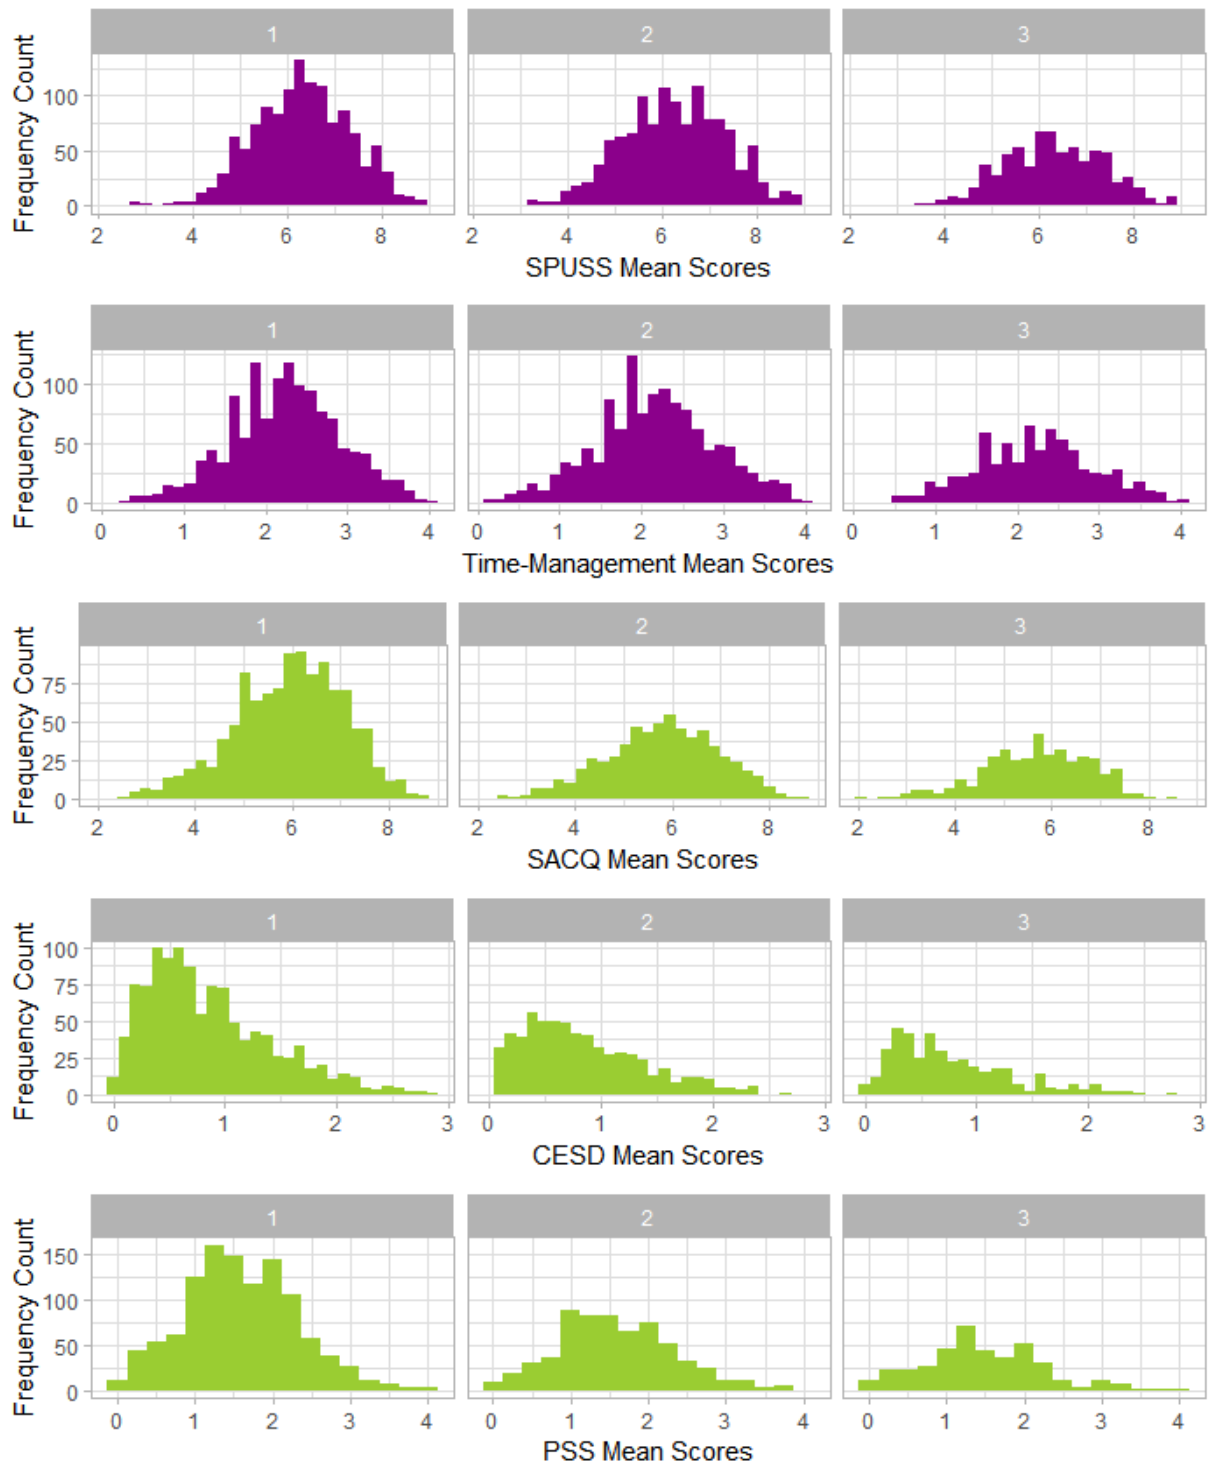 1 2 3
Frequency Count
100
50
0
2 4 6 8 2 4 6 8 2 4 6 8
SPUSS Mean Scores
1 2 3
Frequency Count
100
50
0
0 1 2 3 4 0 1 2 3 4 0 1 2 3 4
Time-Management Mean Scores
1 2 3
Frequency Count
75
50
25
0
2 4 6 8 2 4 6 8 2 4 6 8
SACQ Mean Scores
1 2 3
Frequency Count
100
75
50
25
0
0 1 2 3 0 1 2 3 0 1 2 3
CESD Mean Scores
1 2 3
Frequency Count
150
100
50
0
0 1 2 3 4 0 1 2 3 4 0 1 2 3 4
PSS Mean Scores